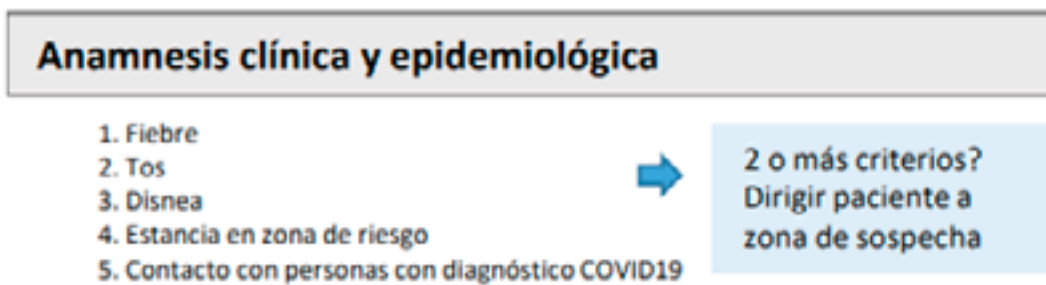 Anamnesis clínica y epidemiológica
1. Fiebre
2. Tos
3. Disnea
4. Estancia en zona de riesgo
5. Contacto con personas con diagnóstico COVID19
2 o más criterios?
Dirigir paciente a
zona de sospecha